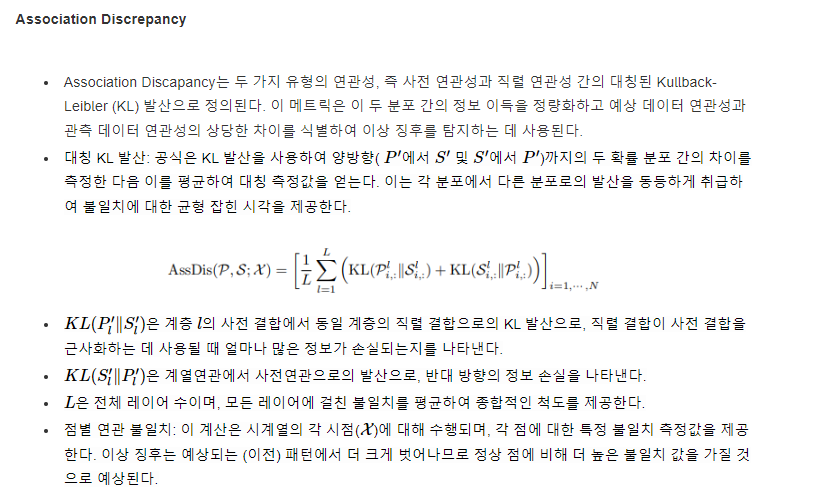 Association Discrepancy
• Association Discapancy는 두 가지 유형의 연관성, 즉 사전 연관성과 직렬 연관성 간의 대칭된 Kullback-
Leibler (KL) 발산으로 정의된다. 이 메트릭은 이 두 분포 간의 정보 이득을 정량화하고 예상 데이터 연관성과
관측 데이터 연관성의 상당한 차이를 식별하여 이상 징후를 탐지하는 데 사용된다.
• 대칭 KL 발산: 공식은 KL 발산을 사용하여 양방향( P′에서 S′ 및 S′에서 P′)까지의 두 확률 분포 간의 차이를
측정한 다음 이를 평균하여 대칭 측정값을 얻는다. 이는 각 분포에서 다른 분포로의 발산을 동등하게 취급하
여 불일치에 대한 균형 잡힌 시각을 제공한다.
AssDis(𝒫, 𝒮; 𝒳) = [1/L ∑_{l=1}^{L} (KL(𝒫^l_{i,:}‖𝒮^l_{i,:}) + KL(𝒮^l_{i,:}‖𝒫^l_{i,:}))]_{i=1,⋯,N}
• KL(P′_l‖S′_l)은 계층 l의 사전 결합에서 동일 계층의 직렬 결합으로의 KL 발산으로, 직렬 결합이 사전 결합을
근사화하는 데 사용될 때 얼마나 많은 정보가 손실되는지를 나타낸다.
• KL(S′_l‖P′_l)은 계열연관에서 사전연관으로의 발산으로, 반대 방향의 정보 손실을 나타낸다.
• L은 전체 레이어 수이며, 모든 레이어에 걸친 불일치를 평균하여 종합적인 척도를 제공한다.
• 점별 연관 불일치: 이 계산은 시계열의 각 시점(𝒳)에 대해 수행되며, 각 점에 대한 특정 불일치 측정값을 제공
한다. 이상 징후는 예상되는 (이전) 패턴에서 더 크게 벗어나므로 정상 점에 비해 더 높은 불일치 값을 가질 것
으로 예상된다.